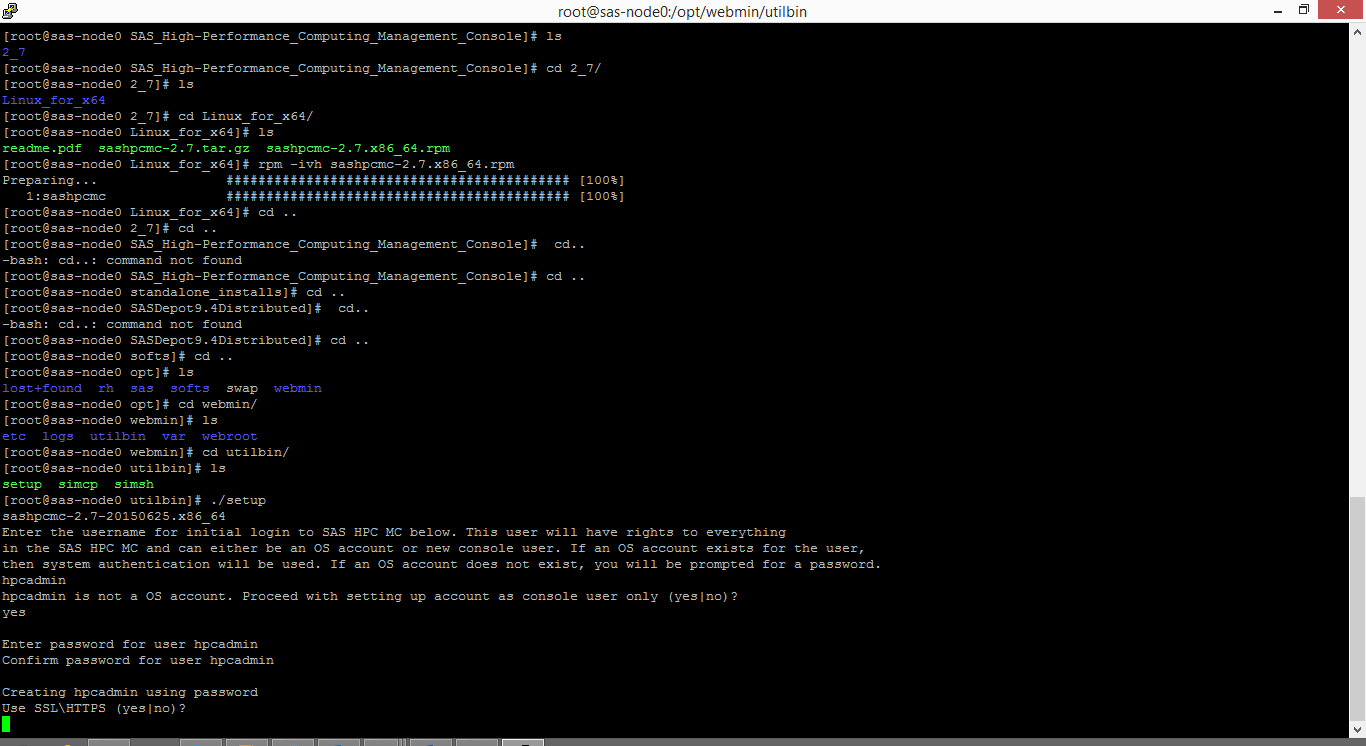 root@sas-node0:/opt/webmin/utilbin
[root@sas-node0 SAS_High-Performance_Computing_Management_Console]# ls
2_7
[root@sas-node0 SAS_High-Performance_Computing_Management_Console]# cd 2_7/
[root@sas-node0 2_7]# ls
Linux_for_x64
[root@sas-node0 2_7]# cd Linux_for_x64/
[root@sas-node0 Linux_for_x64]# ls
readme.pdf  sashpcmc-2.7.tar.gz  sashpcmc-2.7.x86_64.rpm
[root@sas-node0 Linux_for_x64]# rpm -ivh sashpcmc-2.7.x86_64.rpm
Preparing...                ########################################### [100%]
   1:sashpcmc               ########################################### [100%]
[root@sas-node0 Linux_for_x64]# cd ..
[root@sas-node0 2_7]# cd ..
[root@sas-node0 SAS_High-Performance_Computing_Management_Console]#  cd..
-bash: cd..: command not found
[root@sas-node0 SAS_High-Performance_Computing_Management_Console]# cd ..
[root@sas-node0 standalone_installs]# cd ..
[root@sas-node0 SASDepot9.4Distributed]#  cd..
-bash: cd..: command not found
[root@sas-node0 SASDepot9.4Distributed]# cd ..
[root@sas-node0 softs]# cd ..
[root@sas-node0 opt]# ls
lost+found  rh  sas  softs  swap  webmin
[root@sas-node0 opt]# cd webmin/
[root@sas-node0 webmin]# ls
etc  logs  utilbin  var  webroot
[root@sas-node0 webmin]# cd utilbin/
[root@sas-node0 utilbin]# ls
setup  simcp  simsh
[root@sas-node0 utilbin]# ./setup
sashpcmc-2.7-20150625.x86_64
Enter the username for initial login to SAS HPC MC below. This user will have rights to everything
in the SAS HPC MC and can either be an OS account or new console user. If an OS account exists for the user,
then system authentication will be used. If an OS account does not exist, you will be prompted for a password.
hpcadmin
hpcadmin is not a OS account. Proceed with setting up account as console user only (yes|no)?
yes
Enter password for user hpcadmin
Confirm password for user hpcadmin
Creating hpcadmin using password
Use SSL\HTTPS (yes|no)?